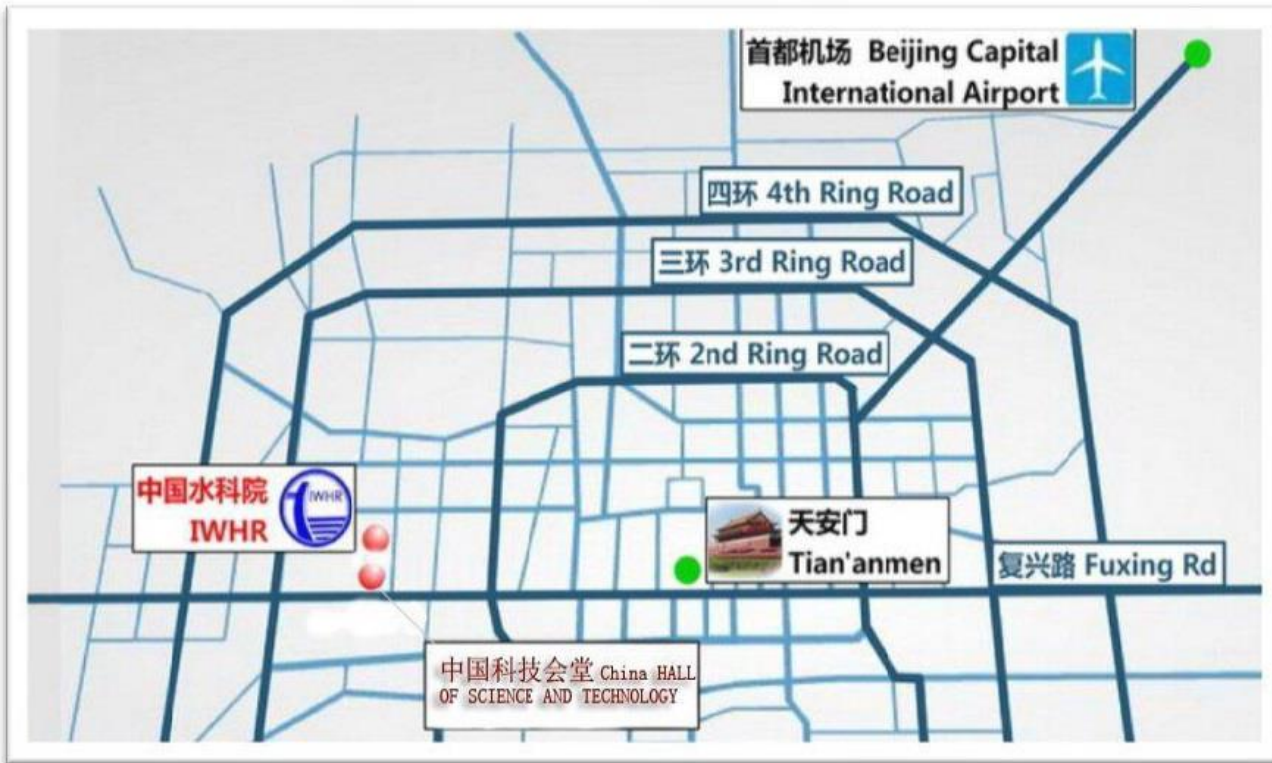 首都机场 Beijing Capital
International Airport
四环 4th Ring Road
三环 3rd Ring Road
二环 2nd Ring Road
中国水科院
IWHR
IWHR
天安门
Tian'anmen
复兴路 Fuxing Rd
中国科技会堂 China HALL
OF SCIENCE AND TECHNOLOGY